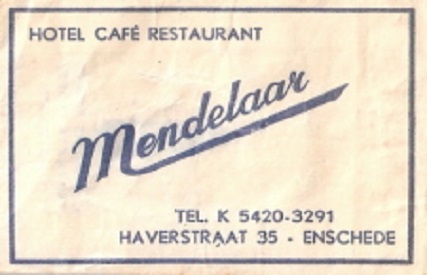 HOTEL CAFÉ RESTAURANT
Mendelaar
TEL. K 5420-3291
HAVERSTRAAT 35 - ENSCHEDE